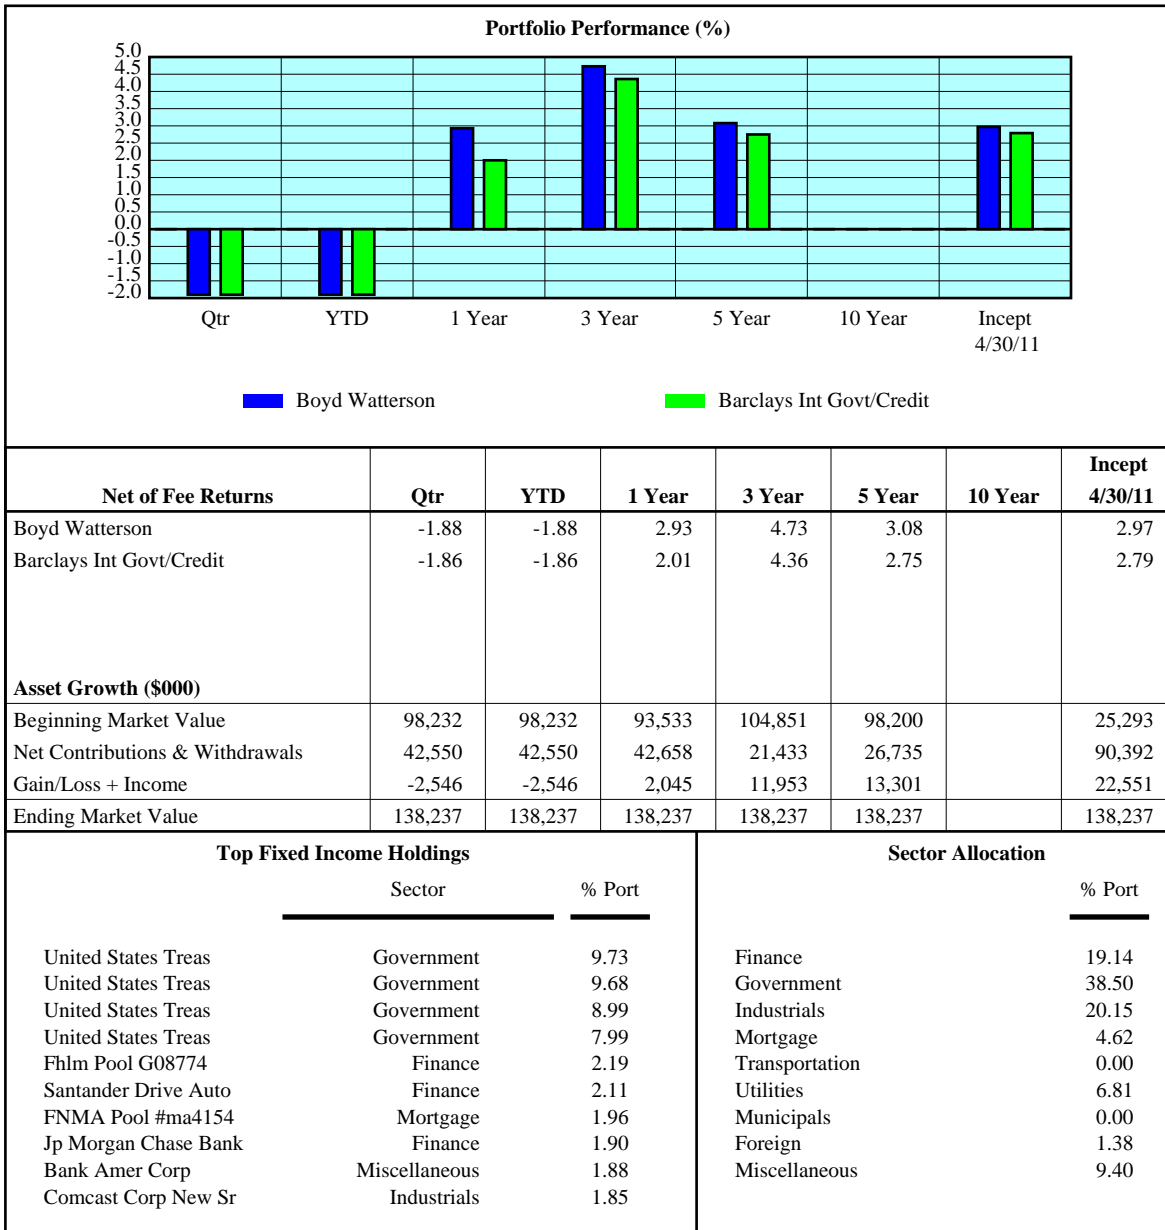 Portfolio Performance (%)
5.0
4.5
4.0
3.5
3.0
2.5
2.0
1.5
1.0
0.5
0.0
-0.5
-1.0
-1.5
-2.0
Qtr YTD 1 Year 3 Year 5 Year 10 Year Incept
4/30/11
Boyd Watterson Barclays Int Govt/Credit
Incept
Net of Fee Returns Qtr YTD 1 Year 3 Year 5 Year 10 Year 4/30/11
Boyd Watterson -1.88 -1.88 2.93 4.73 3.08 2.97
Barclays Int Govt/Credit -1.86 -1.86 2.01 4.36 2.75 2.79
Asset Growth ($000)
Beginning Market Value 98,232 98,232 93,533 104,851 98,200 25,293
Net Contributions & Withdrawals 42,550 42,550 42,658 21,433 26,735 90,392
Gain/Loss + Income -2,546 -2,546 2,045 11,953 13,301 22,551
Ending Market Value 138,237 138,237 138,237 138,237 138,237 138,237
Top Fixed Income Holdings
Sector % Port
United States Treas Government 9.73
United States Treas Government 9.68
United States Treas Government 8.99
United States Treas Government 7.99
Fhlm Pool G08774 Finance 2.19
Santander Drive Auto Finance 2.11
FNMA Pool #ma4154 Mortgage 1.96
Jp Morgan Chase Bank Finance 1.90
Bank Amer Corp Miscellaneous 1.88
Comcast Corp New Sr Industrials 1.85
Sector Allocation
% Port
Finance 19.14
Government 38.50
Industrials 20.15
Mortgage 4.62
Transportation 0.00
Utilities 6.81
Municipals 0.00
Foreign 1.38
Miscellaneous 9.40